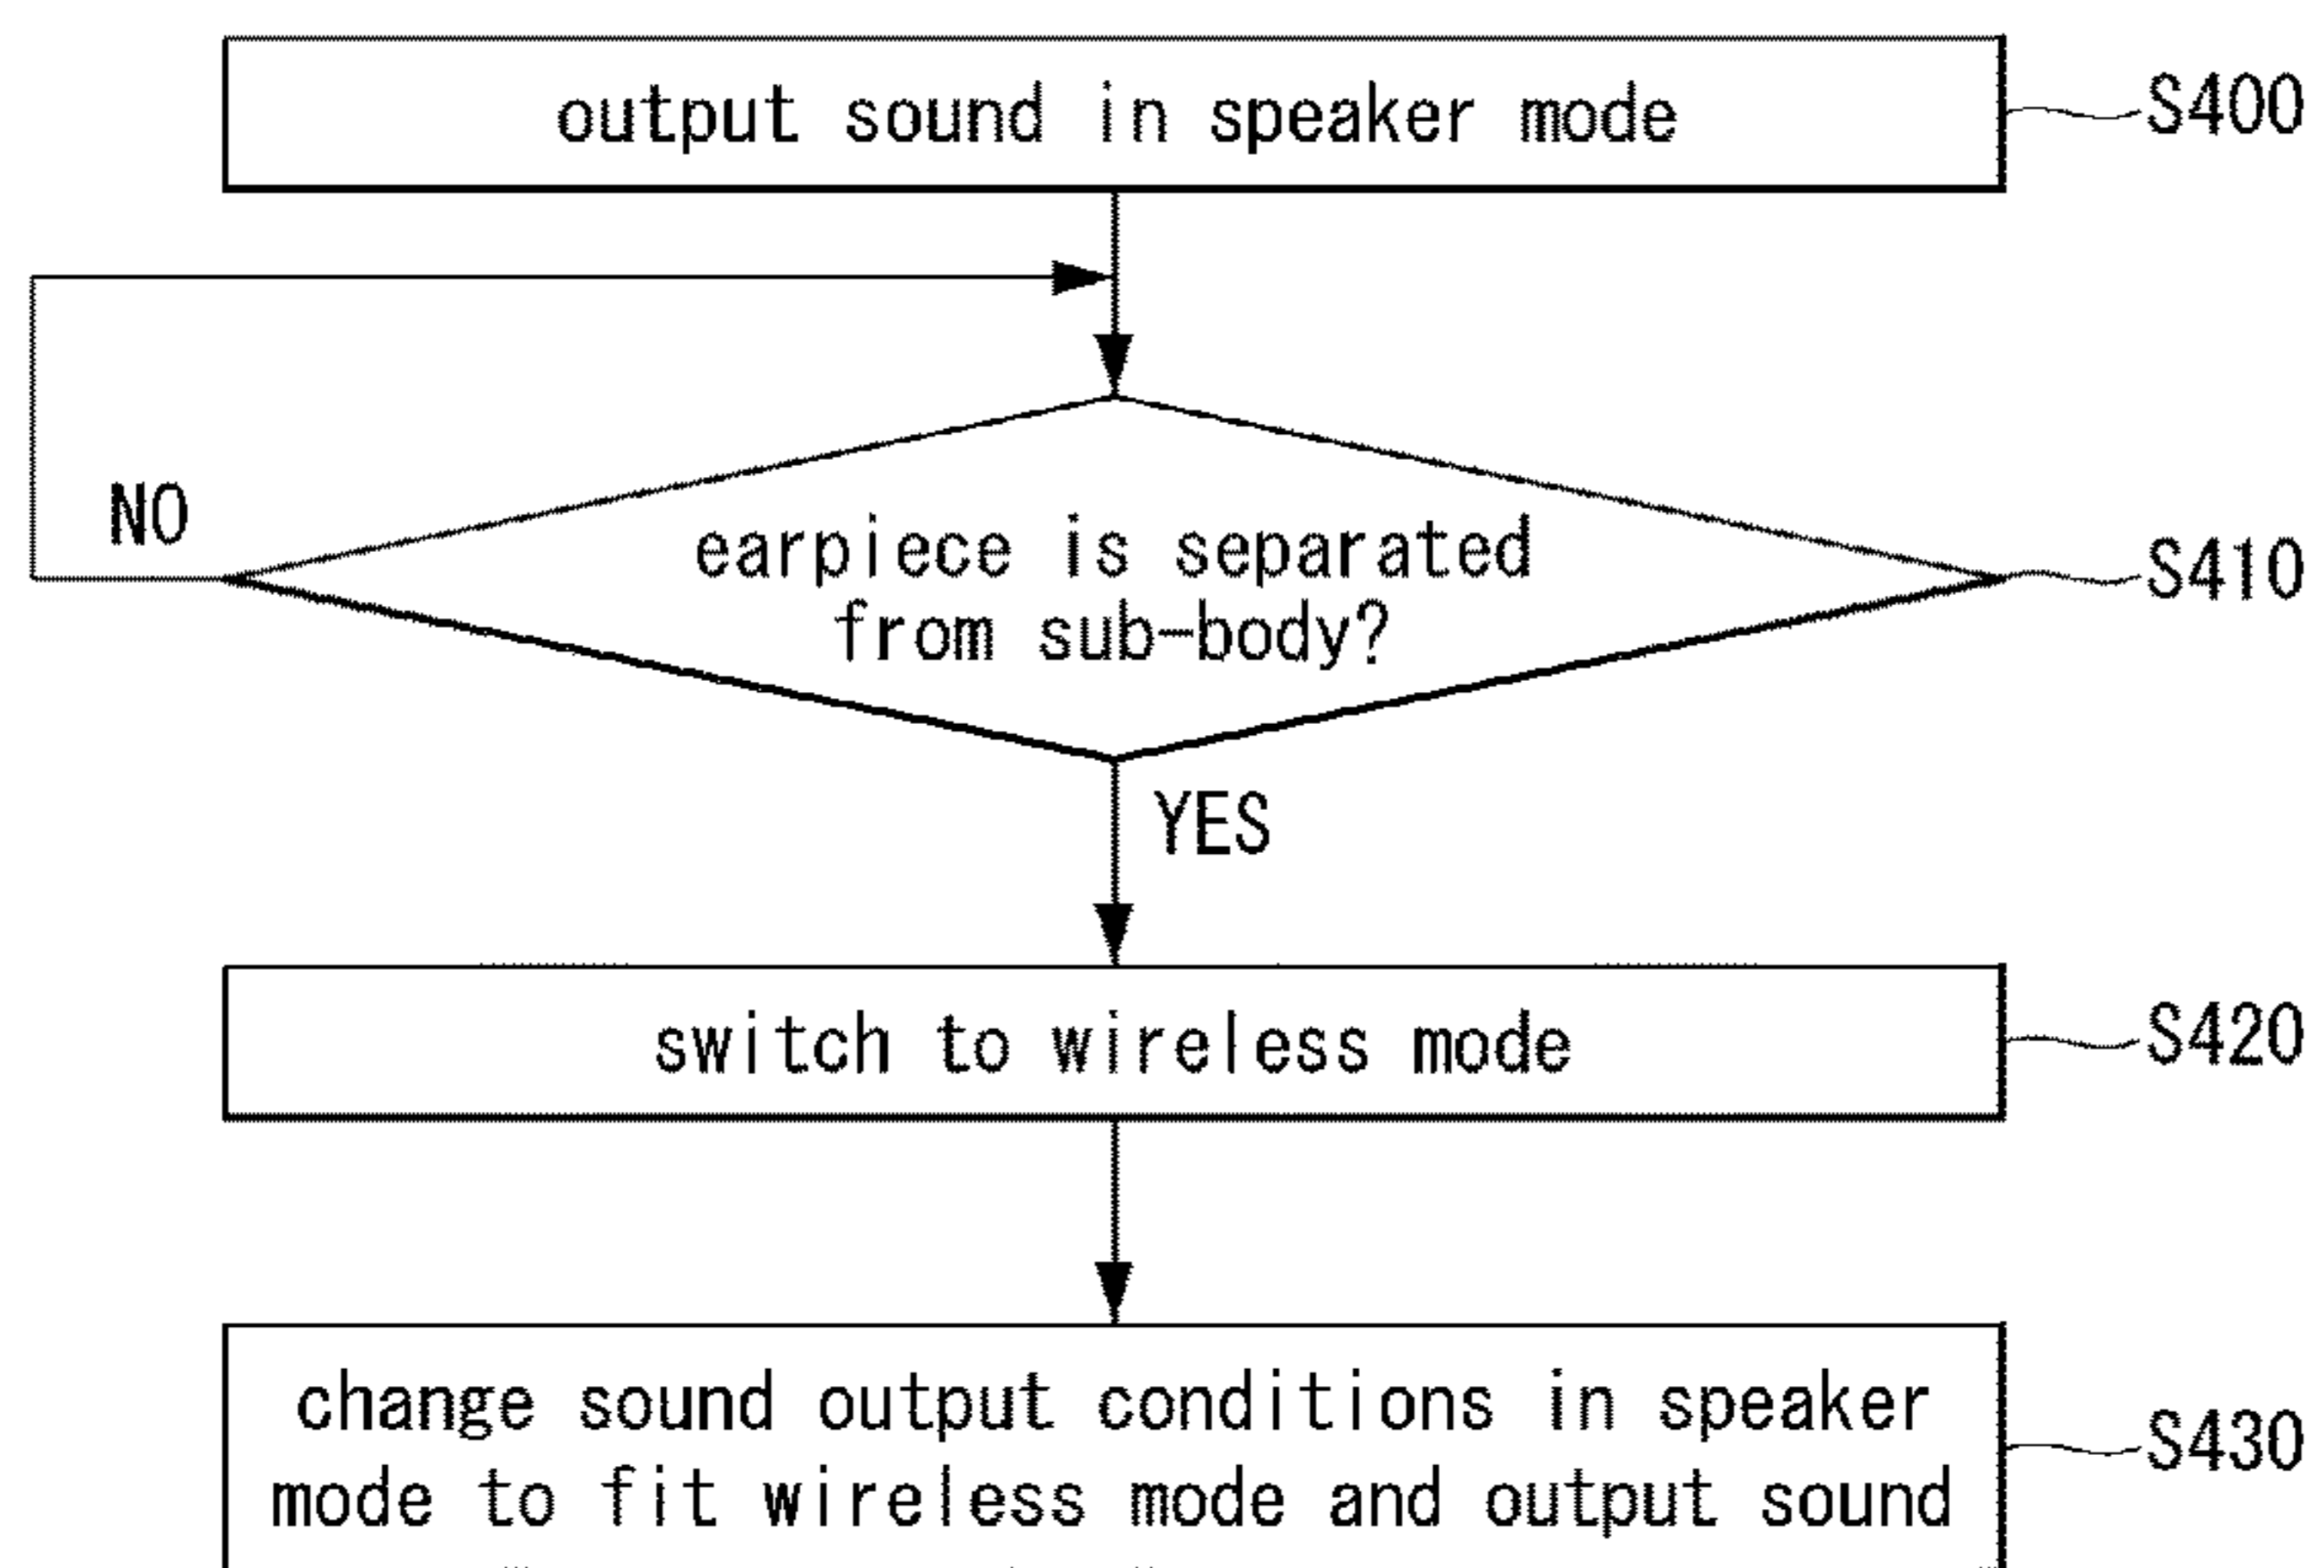 output sound in speaker mode
S400
NO
earpiece is separated
from sub-body?
S410
YES
switch to wireless mode
S420
change sound output conditions in speaker
mode to fit wireless mode and output sound
S430